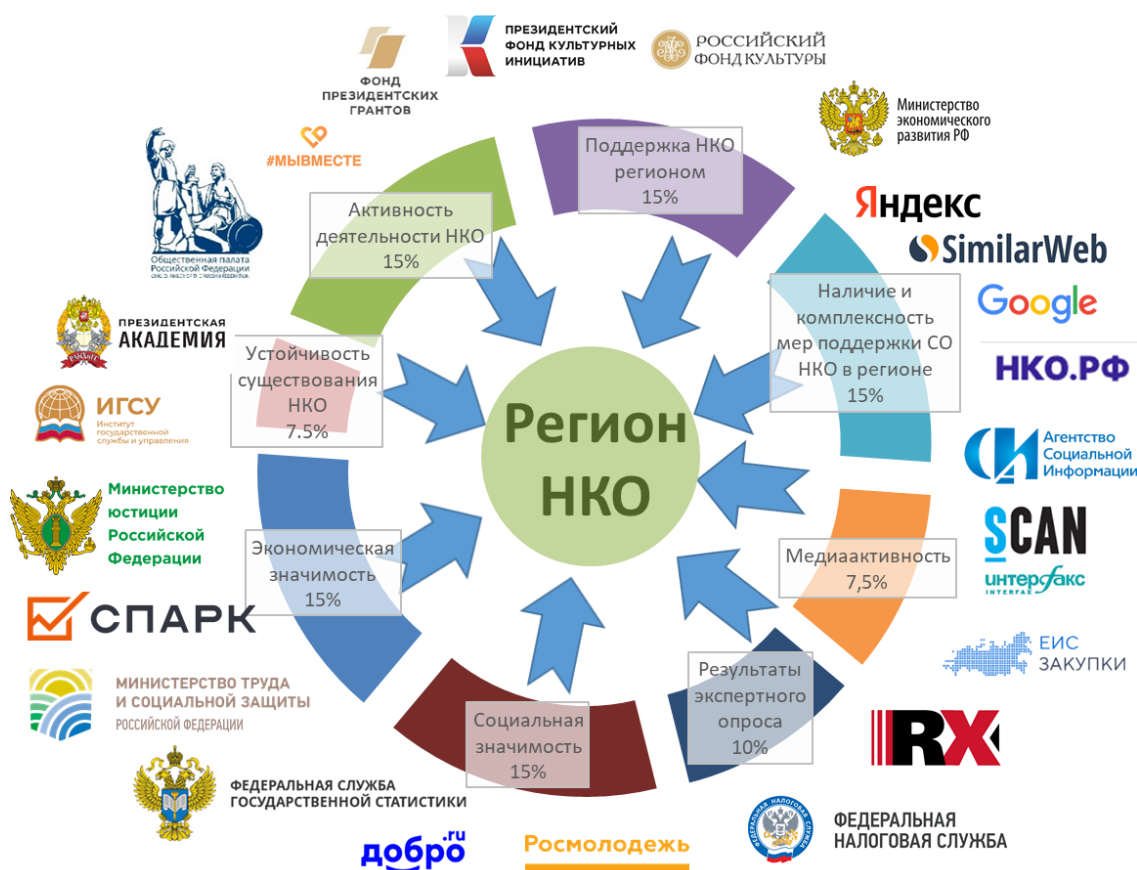 ФОНД
ПРЕЗИДЕНТСКИХ
ГРАНТОВ
ПРЕЗИДЕНТСКИЙ
ФОНД КУЛЬТУРНЫХ
ИНИЦИАТИВ
РОССИЙСКИЙ
ФОНД КУЛЬТУРЫ
Министерство
экономического
развития РФ
#МЫВМЕСТЕ
Общественная палата
Российской Федерации
Яндекс
SimilarWeb
Google
НКО.РФ
Агентство
Социальной
Информации
SCAN
интерфакс
INTERFAX
ЕИС
ЗАКУПКИ
RX
ФЕДЕРАЛЬНАЯ
НАЛОГОВАЯ СЛУЖБА
Росмолодёжь
добро.ru
ФЕДЕРАЛЬНАЯ СЛУЖБА
ГОСУДАРСТВЕННОЙ СТАТИСТИКИ
МИНИСТЕРСТВО ТРУДА
И СОЦИАЛЬНОЙ ЗАЩИТЫ
РОССИЙСКОЙ ФЕДЕРАЦИИ
СПАРК
Министерство
юстиции
Российской
Федерации
ИГСУ
Институт
государственной
службы и управления
ПРЕЗИДЕНТСКАЯ
АКАДЕМИЯ
РАНХиГС
Поддержка НКО
регионом
15%
Наличие и
комплексность
мер поддержки СО
НКО в регионе
15%
Медиаактивность
7,5%
Результаты
экспертного
опроса
10%
Социальная
значимость
15%
Экономическая
значимость
15%
Устойчивость
существования
НКО
7.5%
Активность
деятельности НКО
15%
Регион
НКО